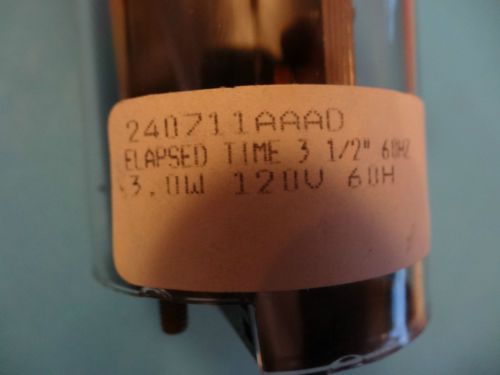 240711AAAD
ELAPSED TIME 3 1/2" 60HZ
3.0W 120V 60H